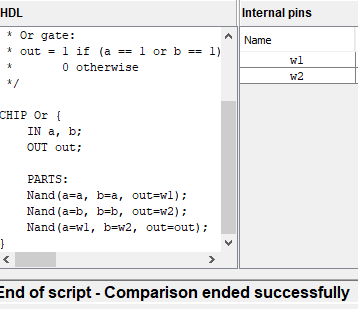 HDL
Internal pins
* Or gate:
* out = 1 if (a == 1 or b == 1)
* 0 otherwise
*/
CHIP Or {
IN a, b;
OUT out;
PARTS:
Nand(a=a, b=a, out=w1);
Nand(a=b, b=b, out=w2);
Nand(a=w1, b=w2, out=out);
}
Name
w1
w2
End of script - Comparison ended successfully